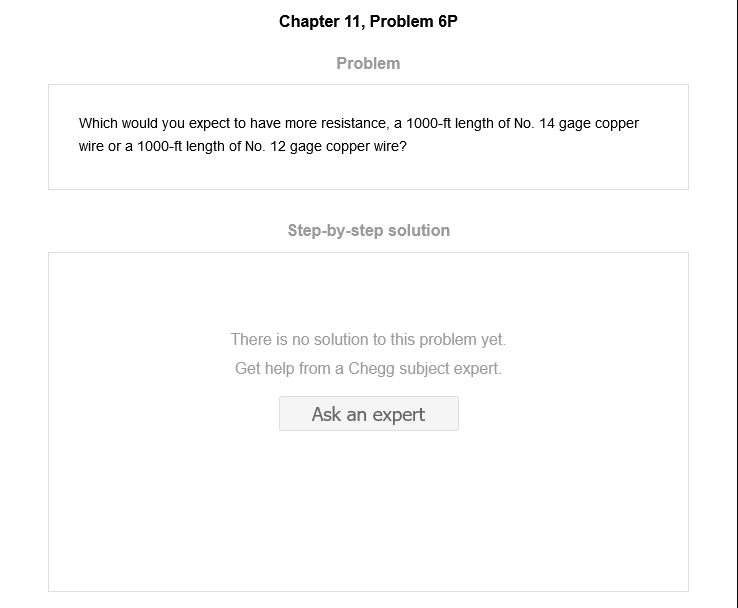 Chapter 11, Problem 6P
Problem
Which would you expect to have more resistance, a 1000-ft length of No. 14 gage copper
wire or a 1000-ft length of No. 12 gage copper wire?
Step-by-step solution
There is no solution to this problem yet.
Get help from a Chegg subject expert.
Ask an expert